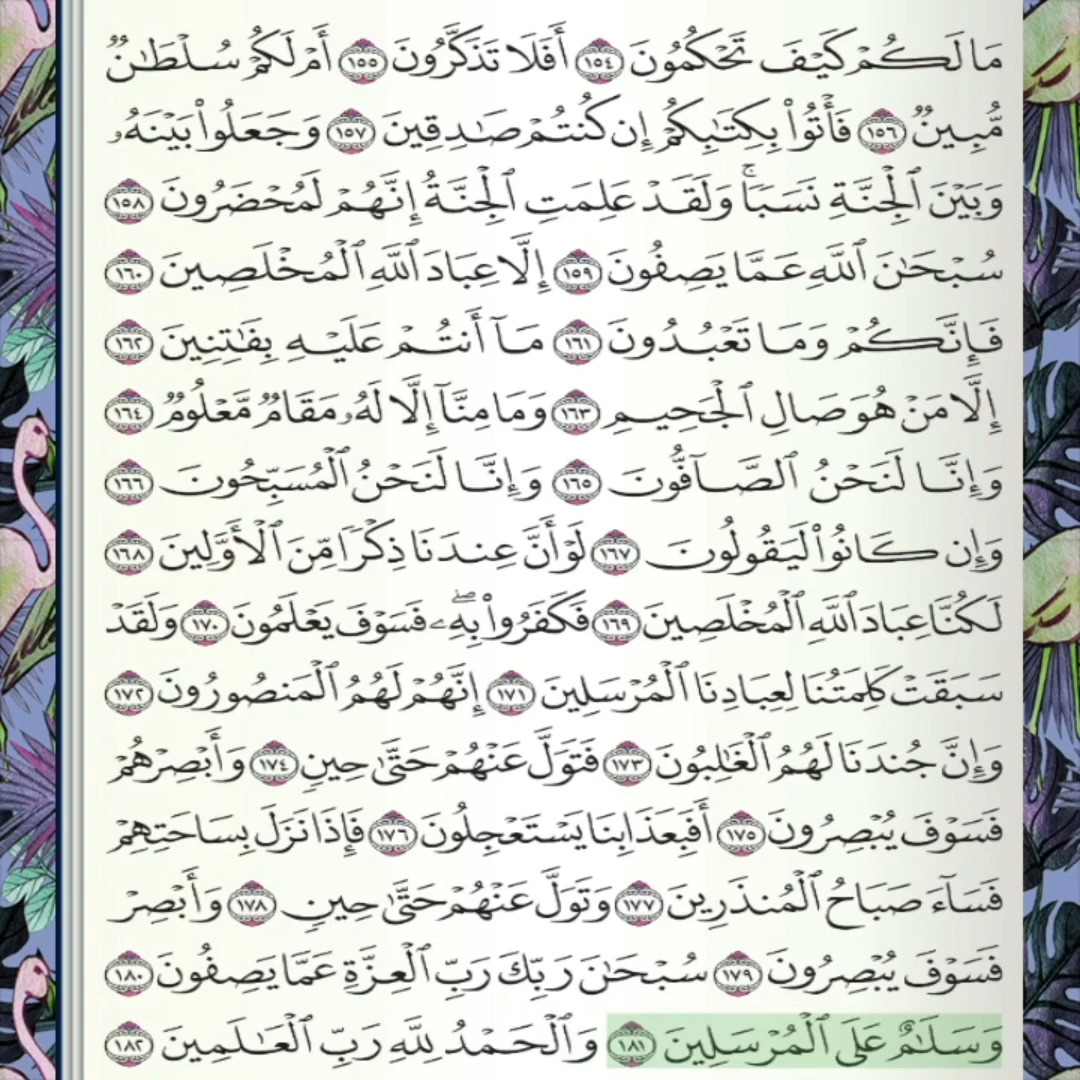 مَا لَكُمْ كَيْفَ تَحْكُمُونَ ١٥٤ أَفَلَا تَذَكَّرُونَ ١٥٥ أَمْ لَكُمْ سُلْطَـٰنٌ
مُّبِينٌ ١٥٦ فَأْتُوا۟ بِكِتَـٰبِكُمْ إِن كُنتُمْ صَـٰدِقِينَ ١٥٧ وَجَعَلُوا۟ بَيْنَهُۥ
وَبَيْنَ ٱلْجِنَّةِ نَسَبًا ۚ وَلَقَدْ عَلِمَتِ ٱلْجِنَّةُ إِنَّهُمْ لَمُحْضَرُونَ ١٥٨
سُبْحَـٰنَ ٱللَّهِ عَمَّا يَصِفُونَ ١٥٩ إِلَّا عِبَادَ ٱللَّهِ ٱلْمُخْلَصِينَ ١٦٠
فَإِنَّكُمْ وَمَا تَعْبُدُونَ ١٦١ مَآ أَنتُمْ عَلَيْهِ بِفَـٰتِنِينَ ١٦٢
إِلَّا مَنْ هُوَ صَالِ ٱلْجَحِيمِ ١٦٣ وَمَا مِنَّآ إِلَّا لَهُۥ مَقَامٌ مَّعْلُومٌ ١٦٤
وَإِنَّا لَنَحْنُ ٱلصَّآفُّونَ ١٦٥ وَإِنَّا لَنَحْنُ ٱلْمُسَبِّحُونَ ١٦٦
وَإِن كَانُوا۟ لَيَقُولُونَ ١٦٧ لَوْ أَنَّ عِندَنَا ذِكْرًا مِّنَ ٱلْأَوَّلِينَ ١٦٨
لَكُنَّا عِبَادَ ٱللَّهِ ٱلْمُخْلَصِينَ ١٦٩ فَكَفَرُوا۟ بِهِۦ ۖ فَسَوْفَ يَعْلَمُونَ ١٧٠ وَلَقَدْ
سَبَقَتْ كَلِمَتُنَا لِعِبَادِنَا ٱلْمُرْسَلِينَ ١٧١ إِنَّهُمْ لَهُمُ ٱلْمَنصُورُونَ ١٧٢
وَإِنَّ جُندَنَا لَهُمُ ٱلْغَـٰلِبُونَ ١٧٣ فَتَوَلَّ عَنْهُمْ حَتَّىٰ حِينٍ ١٧٤ وَأَبْصِرْهُمْ
فَسَوْفَ يُبْصِرُونَ ١٧٥ أَفَبِعَذَابِنَا يَسْتَعْجِلُونَ ١٧٦ فَإِذَا نَزَلَ بِسَاحَتِهِمْ
فَسَآءَ صَبَاحُ ٱلْمُنذَرِينَ ١٧٧ وَتَوَلَّ عَنْهُمْ حَتَّىٰ حِينٍ ١٧٨ وَأَبْصِرْ
فَسَوْفَ يُبْصِرُونَ ١٧٩ سُبْحَـٰنَ رَبِّكَ رَبِّ ٱلْعِزَّةِ عَمَّا يَصِفُونَ ١٨٠
وَسَلَـٰمٌ عَلَى ٱلْمُرْسَلِينَ ١٨١ وَٱلْحَمْدُ لِلَّهِ رَبِّ ٱلْعَـٰلَمِينَ ١٨٢